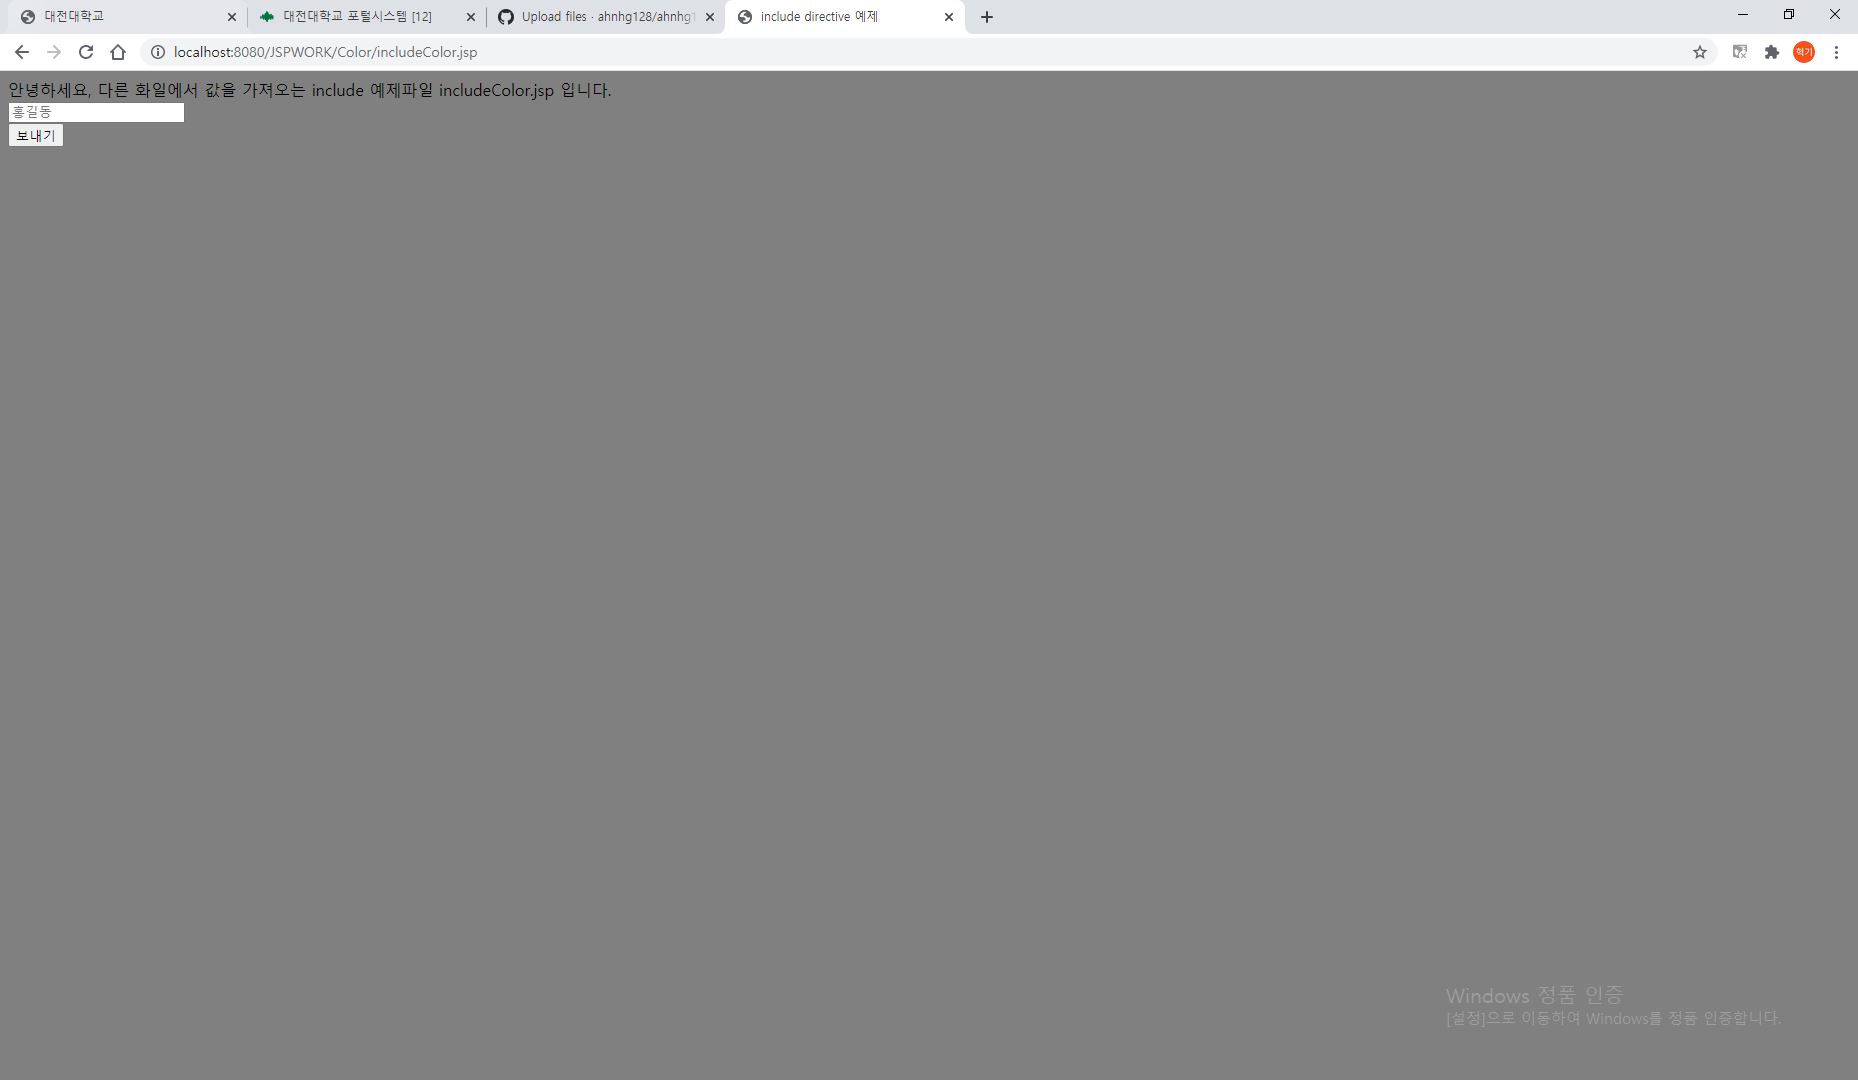 대전대학교
대전대학교 포털시스템 [12]
Upload files · ahnhg128/ahnhg1
include directive 예제
localhost:8080/JSPWORK/Color/includeColor.jsp
혁기
안녕하세요, 다른 화일에서 값을 가져오는 include 예제파일 includeColor.jsp 입니다.
홍길동
보내기
Windows 정품 인증
[설정]으로 이동하여 Windows를 정품 인증합니다.